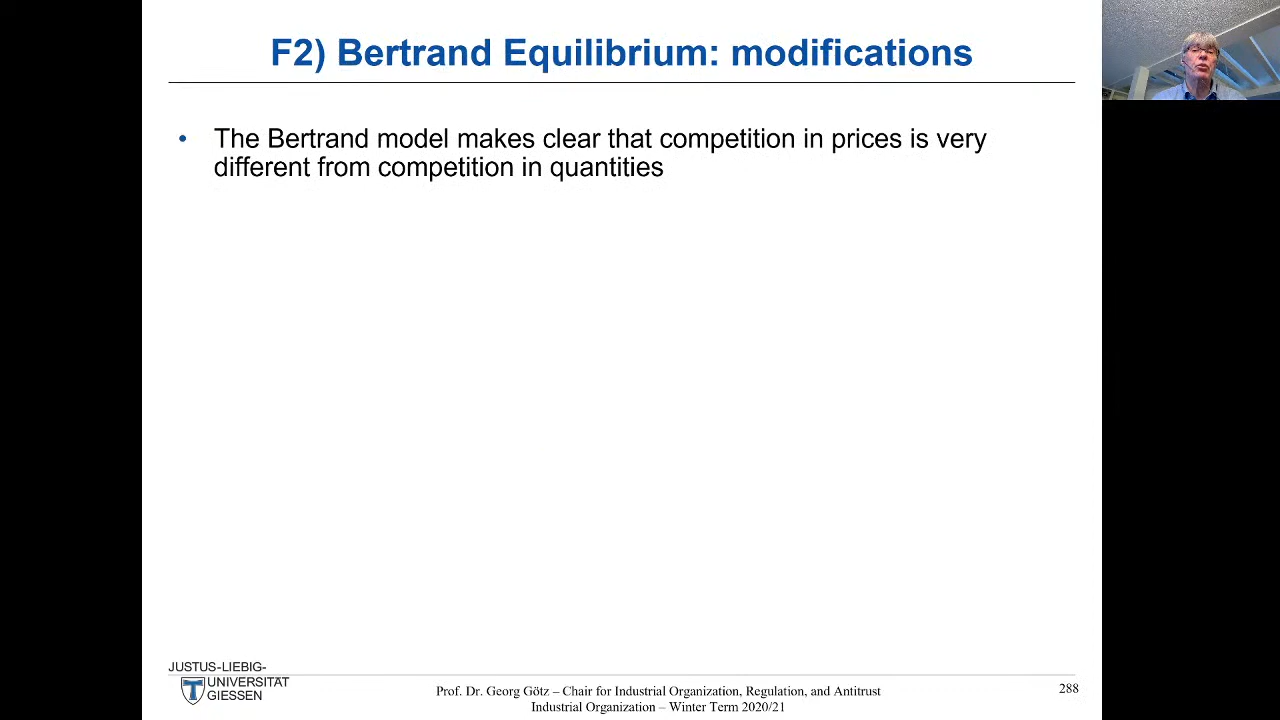 F2) Bertrand Equilibrium: modifications
• The Bertrand model makes clear that competition in prices is very
different from competition in quantities
JUSTUS-LIEBIG-
UNIVERSITÄT
GIESSEN
Prof. Dr. Georg Götz – Chair for Industrial Organization, Regulation, and Antitrust
Industrial Organization – Winter Term 2020/21
288